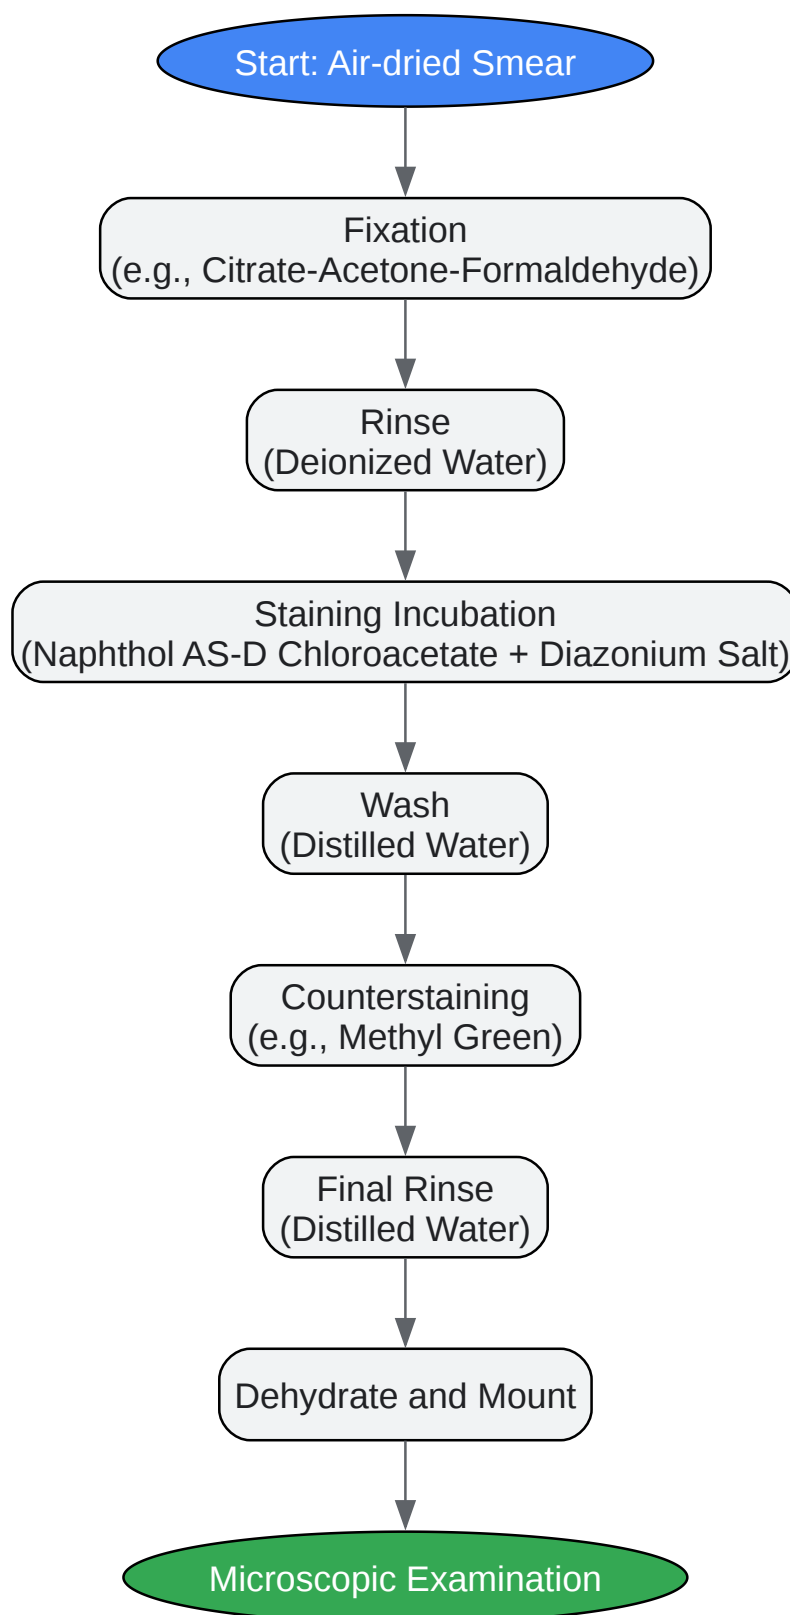 Start: Air-dried Smear
Fixation
(e.g., Citrate-Acetone-Formaldehyde)
Rinse
(Deionized Water)
Staining Incubation
(Naphthol AS-D Chloroacetate + Diazonium Salt)
Wash
(Distilled Water)
Counterstaining
(e.g., Methyl Green)
Final Rinse
(Distilled Water)
Dehydrate and Mount
Microscopic Examination